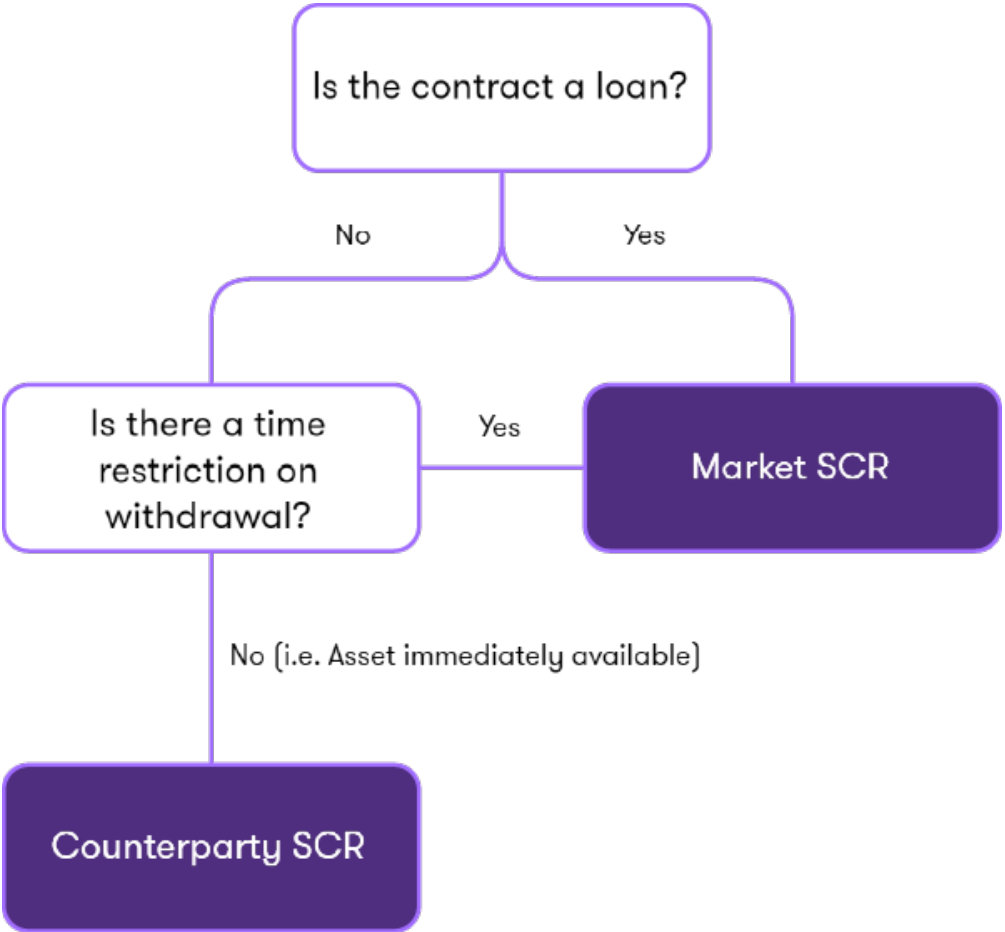 Is the contract a loan?
No
Yes
Is there a time
restriction on
withdrawal?
Yes
Market SCR
No (i.e. Asset immediately available)
Counterparty SCR